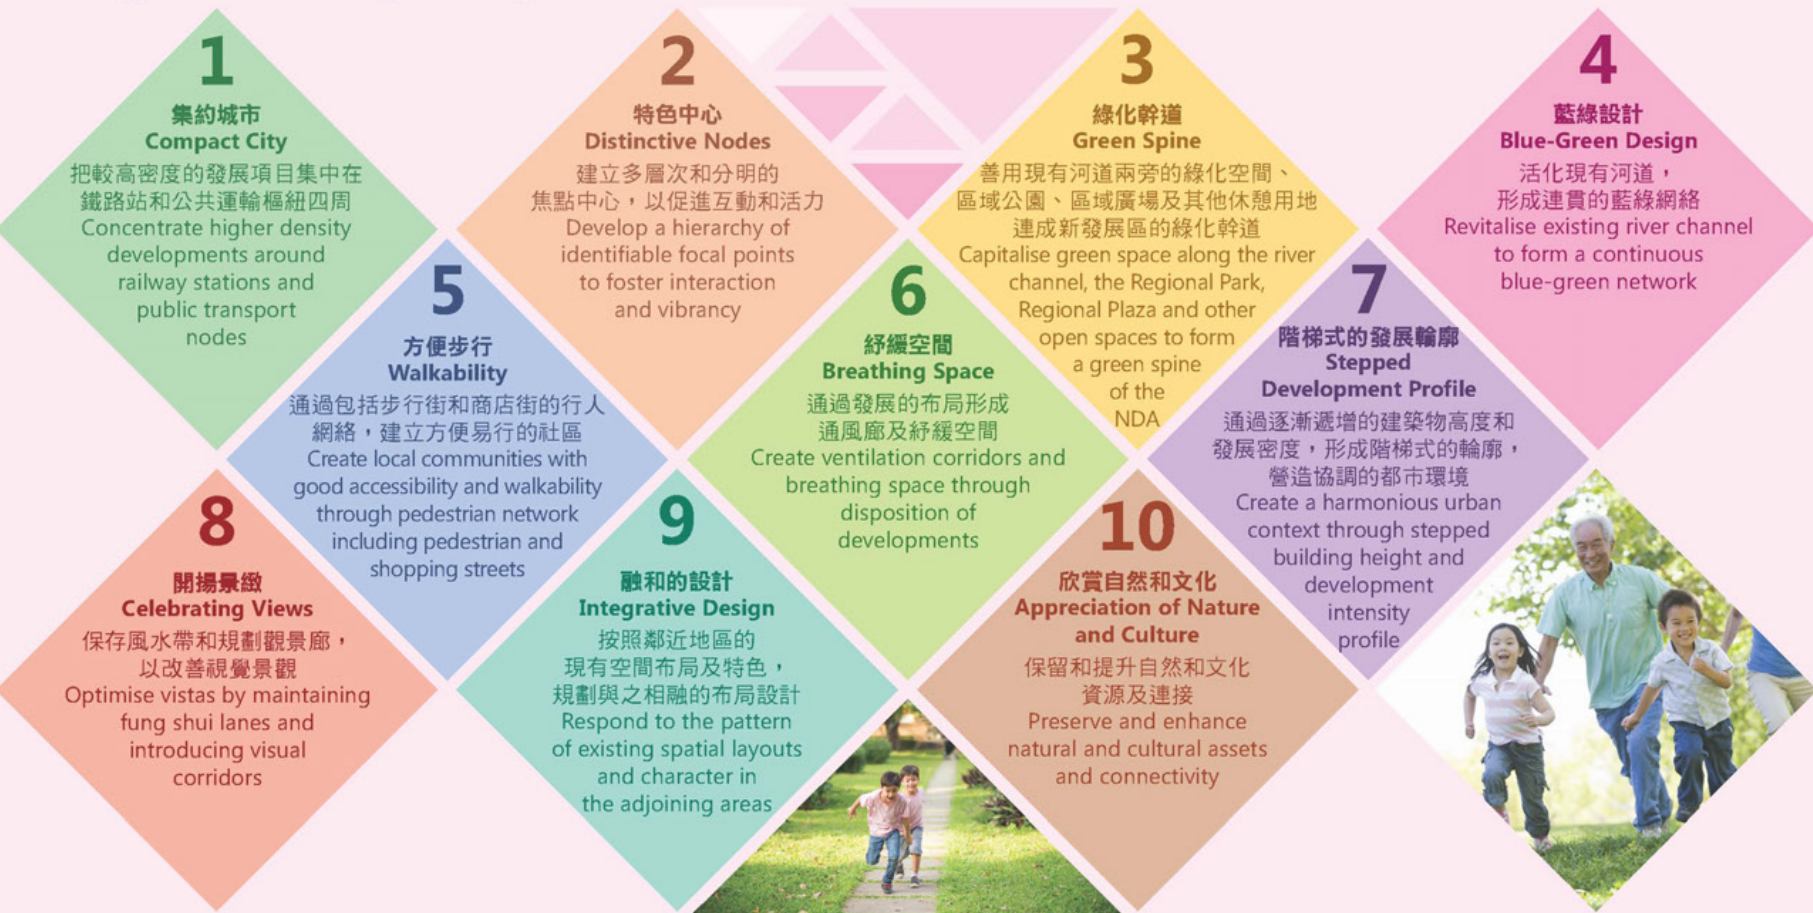 1
集約城市
Compact City
把較高密度的發展項目集中在
鐵路站和公共運輸樞紐四周
Concentrate higher density
developments around
railway stations and
public transport
nodes
2
特色中心
Distinctive Nodes
建立多層次和分明的
焦點中心，以促進互動和活力
Develop a hierarchy of
identifiable focal points
to foster interaction
and vibrancy
3
綠化幹道
Green Spine
善用現有河道兩旁的綠化空間、
區域公園、區域廣場及其他休憩用地
連成新發展區的綠化幹道
Capitalise green space along the river
channel, the Regional Park,
Regional Plaza and other
open spaces to form
a green spine
of the
NDA
4
藍綠設計
Blue-Green Design
活化現有河道，
形成連貫的藍綠網絡
Revitalise existing river channel
to form a continuous
blue-green network
5
方便步行
Walkability
通過包括步行街和商店街的行人
網絡，建立方便易行的社區
Create local communities with
good accessibility and walkability
through pedestrian network
including pedestrian and
shopping streets
6
紓緩空間
Breathing Space
通過發展的布局形成
通風廊及紓緩空間
Create ventilation corridors and
breathing space through
disposition of
developments
7
階梯式的發展輪廓
Stepped
Development Profile
通過逐漸遞增的建築物高度和
發展密度，形成階梯式的輪廓，
營造協調的都市環境
Create a harmonious urban
context through stepped
building height and
development
intensity
profile
8
開揚景緻
Celebrating Views
保存風水帶和規劃觀景廊，
以改善視覺景觀
Optimise vistas by maintaining
fung shui lanes and
introducing visual
corridors
9
融和的設計
Integrative Design
按照鄰近地區的
現有空間布局及特色，
規劃與之相融的布局設計
Respond to the pattern
of existing spatial layouts
and character in
the adjoining areas
10
欣賞自然和文化
Appreciation of Nature
and Culture
保留和提升自然和文化
資源及連接
Preserve and enhance
natural and cultural assets
and connectivity